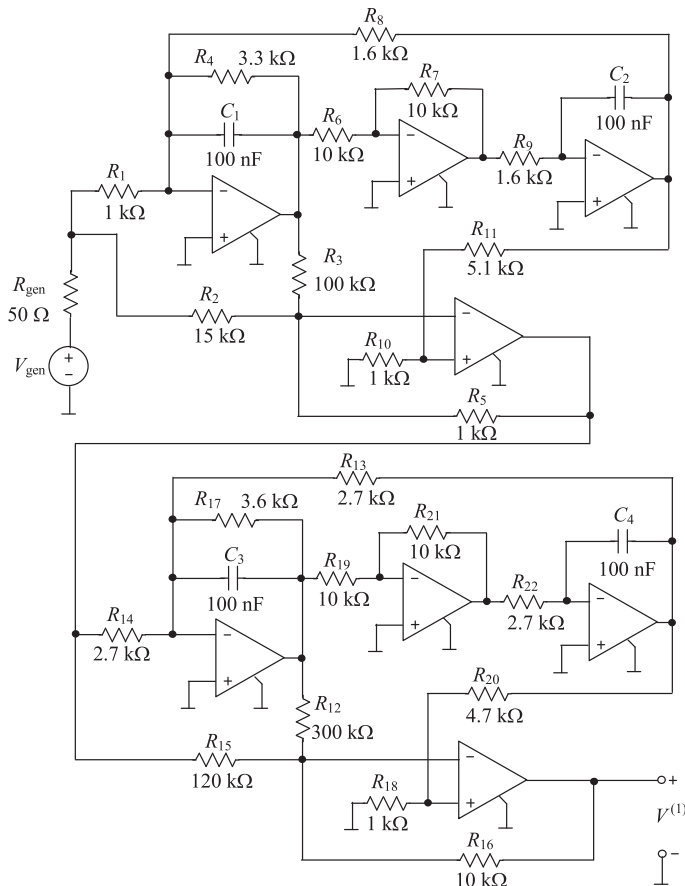 R8
1.6 kΩ
R4 3.3 kΩ
R7
10 kΩ
C2
100 nF
C1
100 nF
R6
10 kΩ
R9
1.6 kΩ
R1
1 kΩ
− + − + − +
R11
5.1 kΩ
R3
100 kΩ
Rgen
50 Ω
R2
15 kΩ
Vgen
+ −
R10
1 kΩ
− +
R5
1 kΩ
R13
2.7 kΩ
R17 3.6 kΩ
R21
10 kΩ
C4
100 nF
C3
100 nF
R19
10 kΩ
R22
2.7 kΩ
R14
2.7 kΩ
− + − + − +
R20
4.7 kΩ
R12
300 kΩ
R15
120 kΩ
R18
1 kΩ
− +
+
V(1)
−
R16
10 kΩ